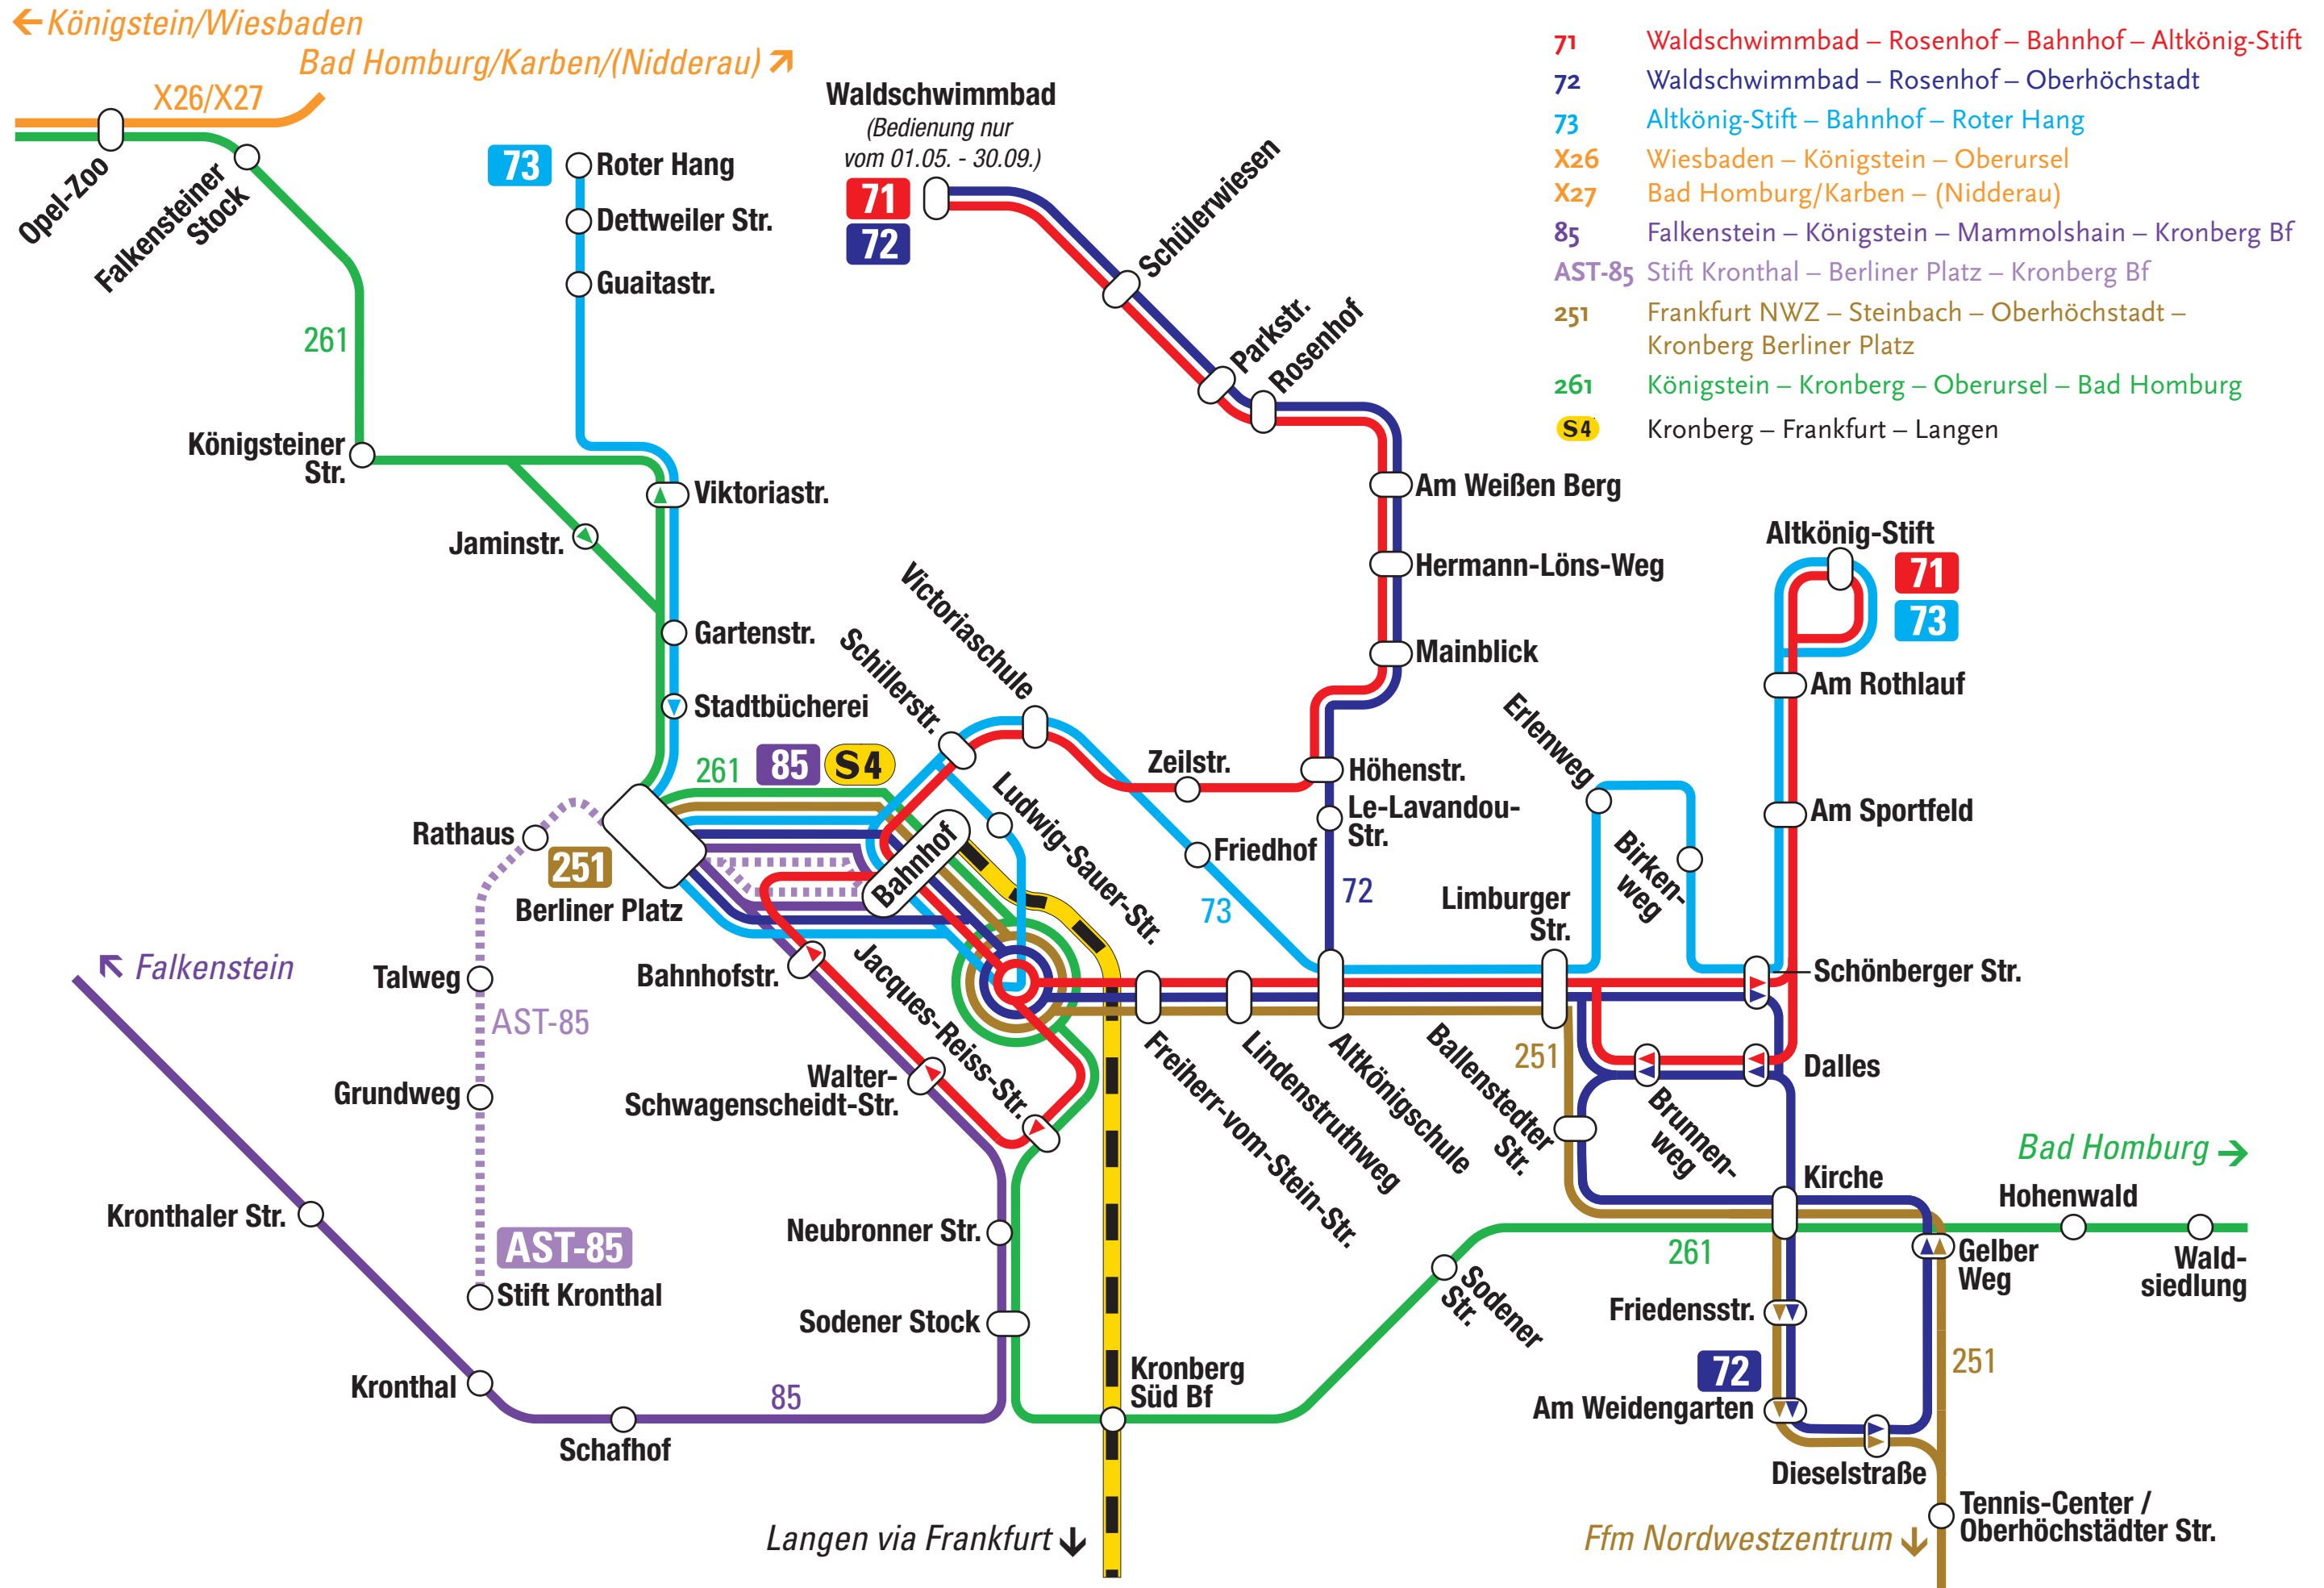 ←Königstein/Wiesbaden
Bad Homburg/Karben/(Nidderau)↗
X26/X27
Opel-Zoo
Falkensteiner
Stock
261
73
Roter Hang
Dettweiler Str.
Guaitastr.
Waldschwimmbad
(Bedienung nur
vom 01.05. - 30.09.)
71
72
Schülerwiesen
Parkstr.
Rosenhof
71 Waldschwimmbad – Rosenhof – Bahnhof – Altkönig-Stift
72 Waldschwimmbad – Rosenhof – Oberhöchstadt
73 Altkönig-Stift – Bahnhof – Roter Hang
X26 Wiesbaden – Königstein – Oberursel
X27 Bad Homburg/Karben – (Nidderau)
85 Falkenstein – Königstein – Mammolshain – Kronberg Bf
AST-85 Stift Kronthal – Berliner Platz – Kronberg Bf
251 Frankfurt NWZ – Steinbach – Oberhöchstadt –
Kronberg Berliner Platz
261 Königstein – Kronberg – Oberursel – Bad Homburg
S4 Kronberg – Frankfurt – Langen
Königsteiner
Str.
Viktoriastr.
Jaminstr.
Gartenstr.
Stadtbücherei
Am Weißen Berg
Hermann-Löns-Weg
Mainblick
Altkönig-Stift
71
73
Am Rothlauf
Am Sportfeld
Schönberger Str.
Victoriaschule
Schillerstr.
261
85
S4
Ludwig-Sauer-Str.
Zeilstr.
Höhenstr.
Le-Lavandou-
Str.
Friedhof
73
72
Erlenweg
Birken-
weg
Limburger
Str.
Rathaus
251
Berliner Platz
Bahnhof
Bahnhofstr.
Jacques-Reiss-Str.
↖ Falkenstein
Talweg
AST-85
Grundweg
Walter-
Schwagenscheidt-Str.
Freiherr-vom-Stein-Str.
Lindenstruthweg
Altkönigschule
Ballenstedter
Str.
251
Dalles
Brunnen-
weg
Kirche
Bad Homburg →
Hohenwald
Wald-
siedlung
Kronthaler Str.
AST-85
Stift Kronthal
Neubronner Str.
Sodener Stock
Kronthal
85
Schafhof
Kronberg
Süd Bf
Sodener
Str.
261
Gelber
Weg
Friedensstr.
72
251
Am Weidengarten
Dieselstraße
Tennis-Center /
Oberhöchstädter Str.
Langen via Frankfurt ↓
Ffm Nordwestzentrum ↓